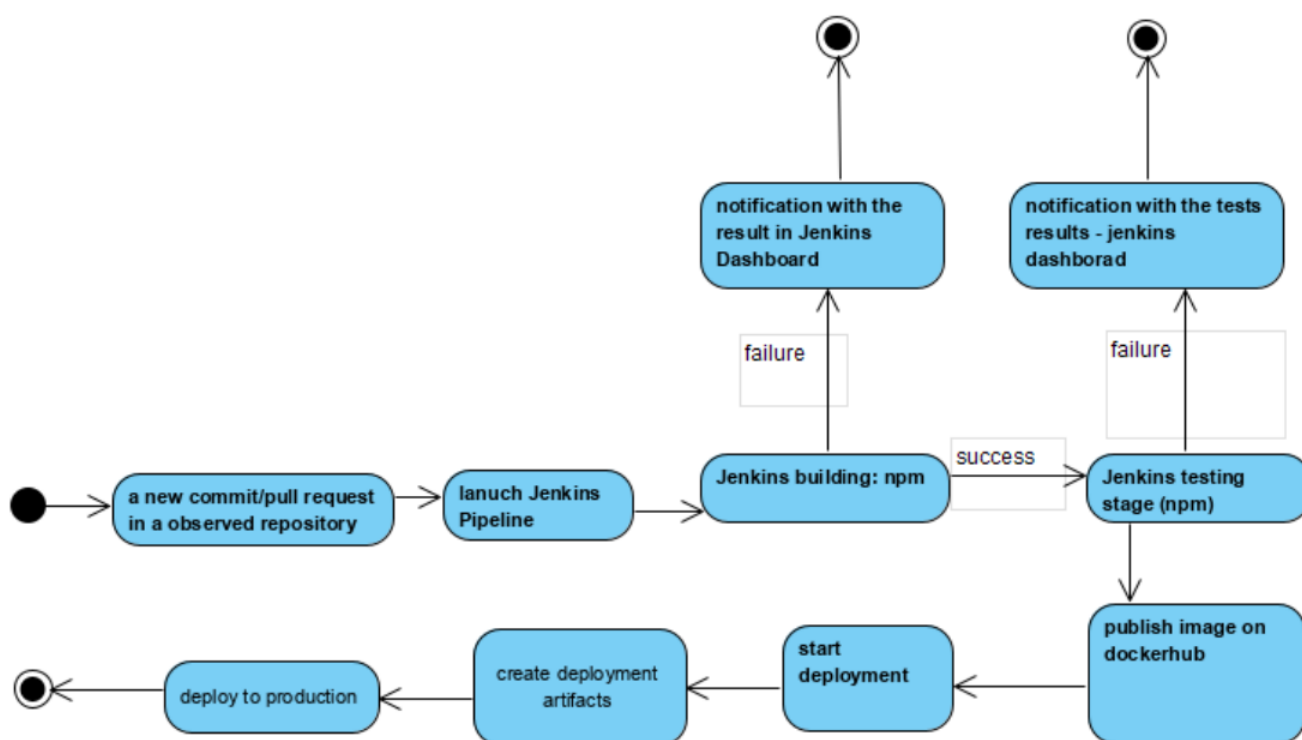 notification with the
result in Jenkins
Dashboard
notification with the tests
results - jenkins
dashborad
failure
failure
a new commit/pull request
in a observed repository
lanuch Jenkins
Pipeline
Jenkins building: npm
success
Jenkins testing
stage (npm)
publish image on
dockerhub
start
deployment
create deployment
artifacts
deploy to production